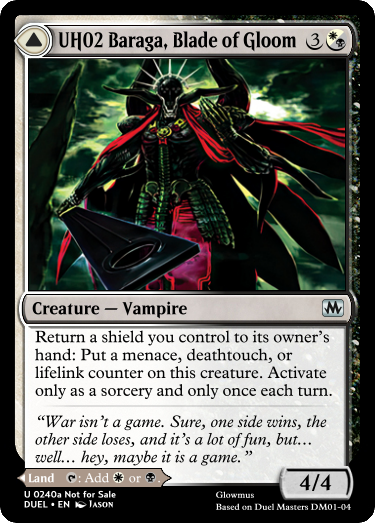 UH02 Baraga, Blade of Gloom 3
Creature — Vampire
Return a shield you control to its owner's
hand: Put a menace, deathtouch, or
lifelink counter on this creature. Activate
only as a sorcery and only once each turn.
“War isn't a game. Sure, one side wins, the
other side loses, and it's a lot of fun, but…
well… hey, maybe it is a game.”
Land : Add or .
4/4
U 0240a Not for Sale
DUEL • EN JASON
Glowmus
Based on Duel Masters DM01-04